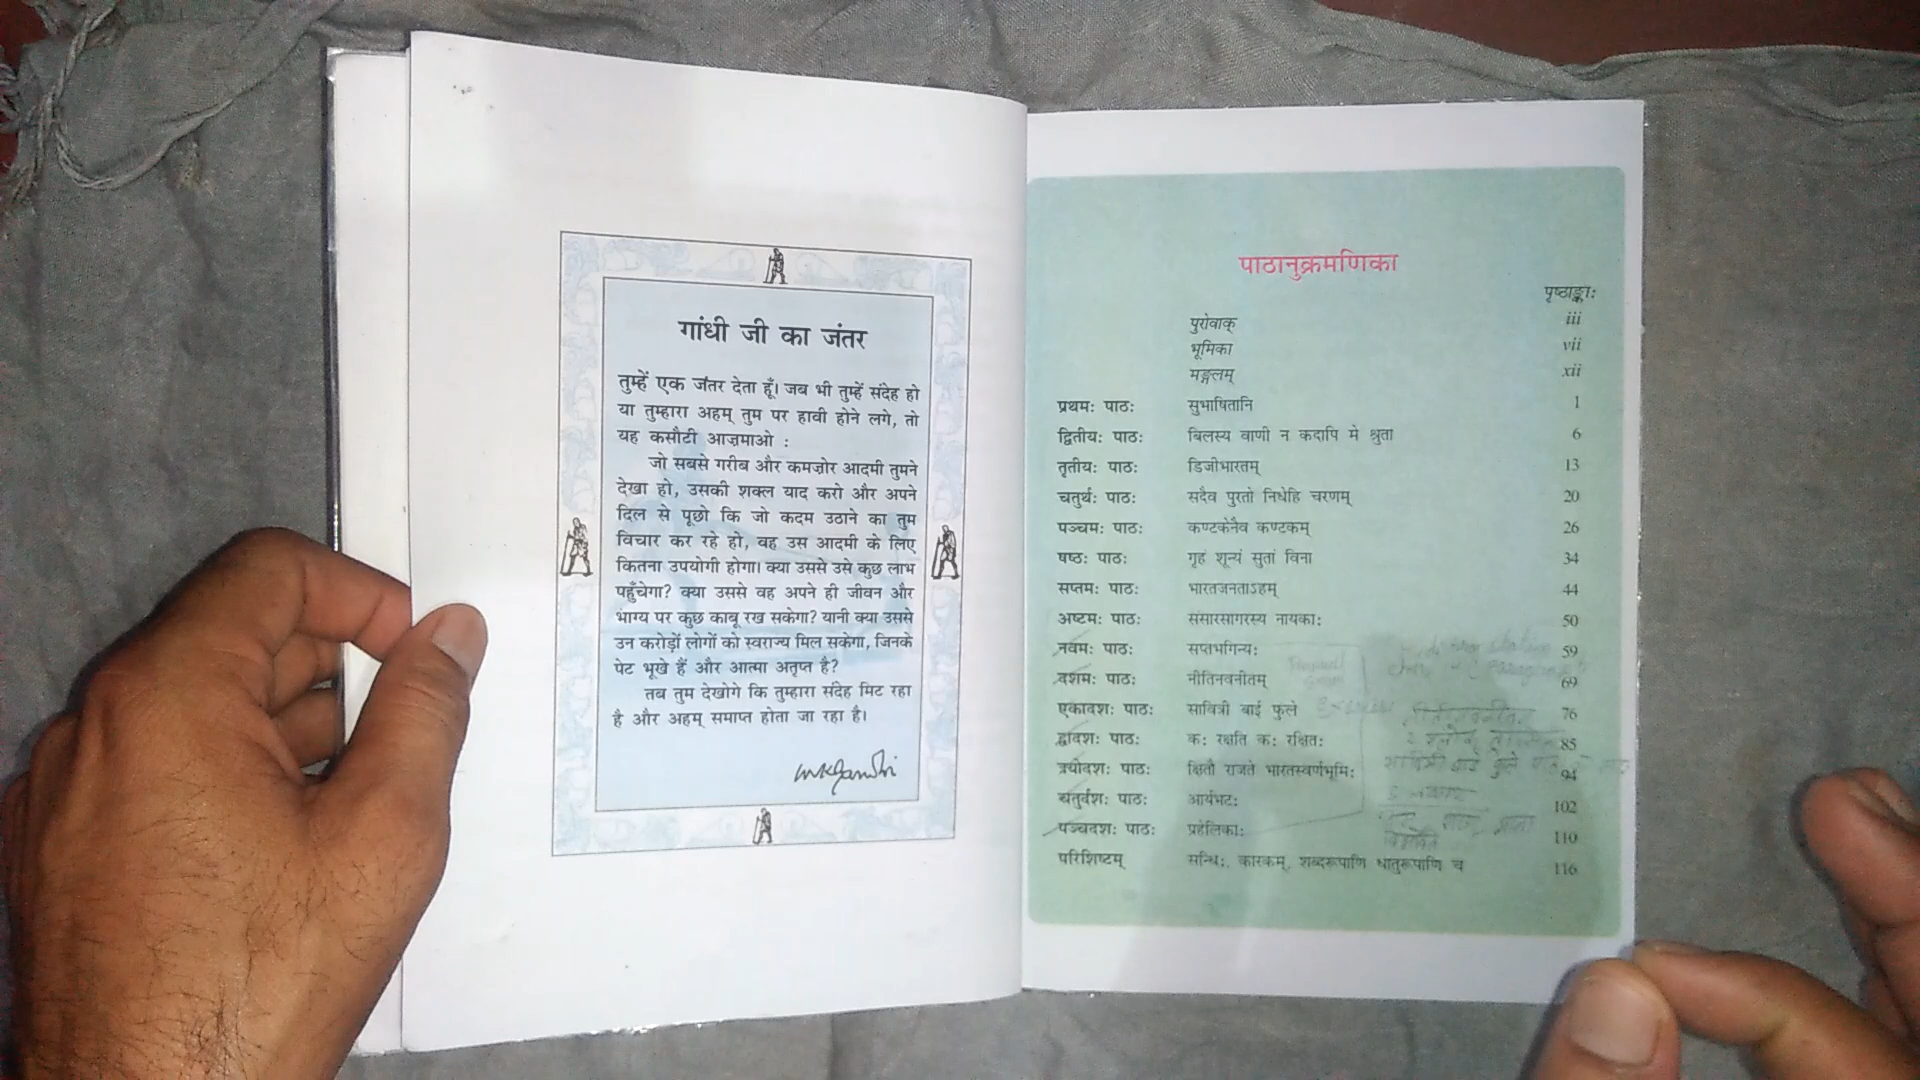 गांधी जी का जंतर
तुम्हें एक जंतर देता हूँ। जब भी तुम्हें संदेह हो
या तुम्हारा अहम् तुम पर हावी होने लगे, तो
यह कसौटी आज़माओ :
जो सबसे गरीब और कमज़ोर आदमी तुमने
देखा हो, उसकी शक्ल याद करो और अपने
दिल से पूछो कि जो कदम उठाने का तुम
विचार कर रहे हो, वह उस आदमी के लिए
कितना उपयोगी होगा। क्या उससे उसे कुछ लाभ
पहुँचेगा? क्या उससे वह अपने ही जीवन और
भाग्य पर कुछ काबू रख सकेगा? यानी क्या उससे
उन करोड़ों लोगों को स्वराज्य मिल सकेगा, जिनके
पेट भूखे हैं और आत्मा अतृप्त है?
तब तुम देखोगे कि तुम्हारा संदेह मिट रहा
है और अहम् समाप्त होता जा रहा है।
mkgandhi
पाठानुक्रमणिका
पृष्ठाङ्काः
पुरोवाक् iii
भूमिका vii
मङ्गलम् xii
प्रथमः पाठः सुभाषितानि 1
द्वितीयः पाठः बिलस्य वाणी न कदापि मे श्रुता 6
तृतीयः पाठः डिजीभारतम् 13
चतुर्थः पाठः सदैव पुरतो निधेहि चरणम् 20
पञ्चमः पाठः कण्टकेनैव कण्टकम् 26
षष्ठः पाठः गृहं शून्यं सुतां विना 34
सप्तमः पाठः भारतजनताऽहम् 44
अष्टमः पाठः संसारसागरस्य नायकाः 50
नवमः पाठः सप्तभगिन्यः 59
दशमः पाठः नीतिनवनीतम् 69
एकादशः पाठः सावित्री बाई फुले 76
द्वादशः पाठः कः रक्षति कः रक्षितः 85
त्रयोदशः पाठः क्षितौ राजते भारतस्वर्णभूमिः 94
चतुर्दशः पाठः आर्यभटः 102
पञ्चदशः पाठः प्रहेलिकाः 110
परिशिष्टम् सन्धिः, कारकम्, शब्दरूपाणि धातुरूपाणि च 116